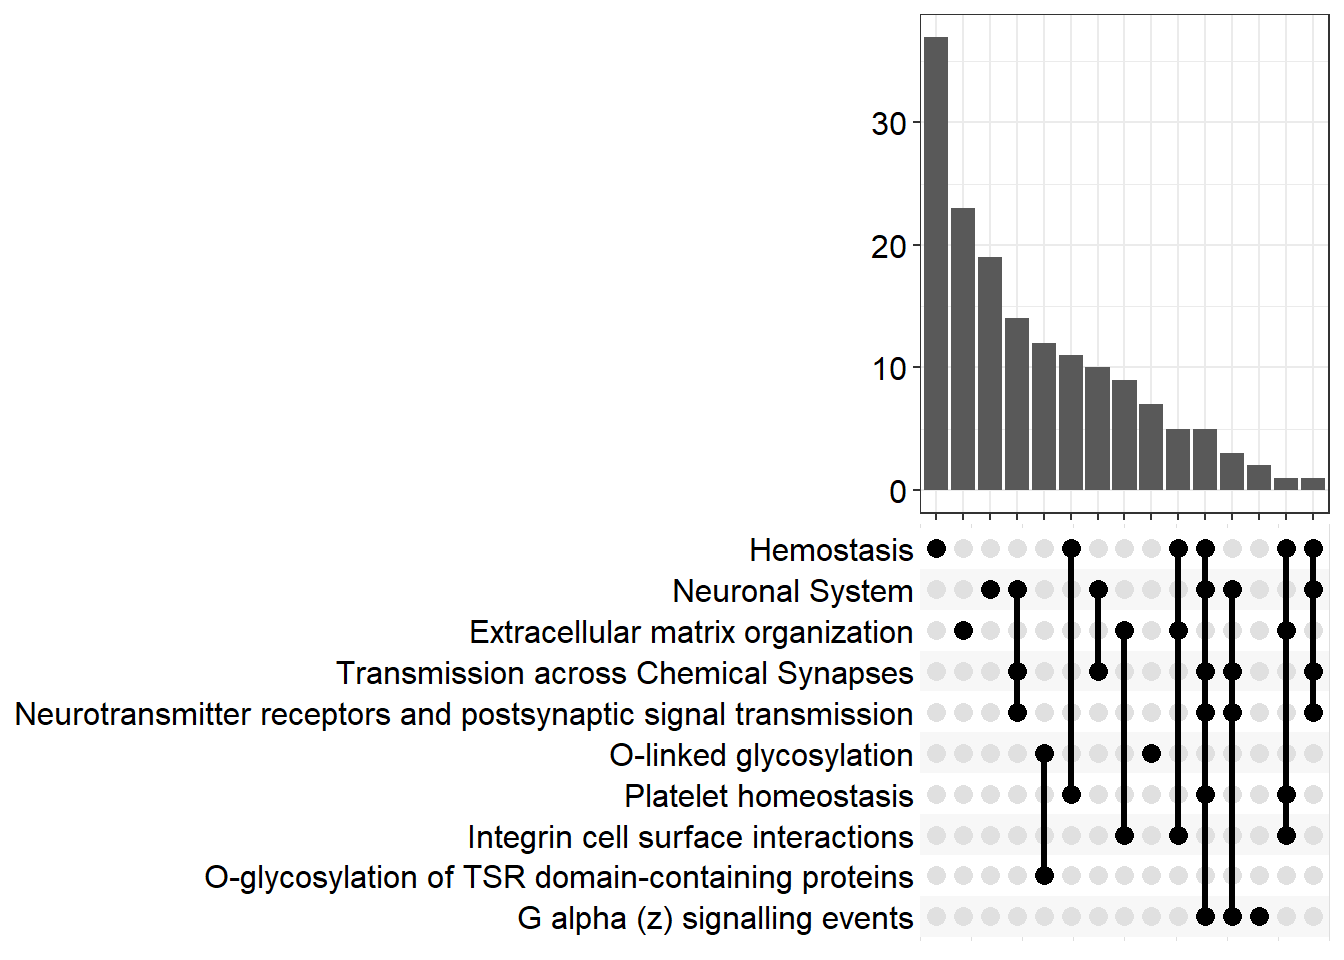 30
20
10
0
Hemostasis
Neuronal System
Extracellular matrix organization
Transmission across Chemical Synapses
Neurotransmitter receptors and postsynaptic signal transmission
O-linked glycosylation
Platelet homeostasis
Integrin cell surface interactions
O-glycosylation of TSR domain-containing proteins
G alpha (z) signalling events